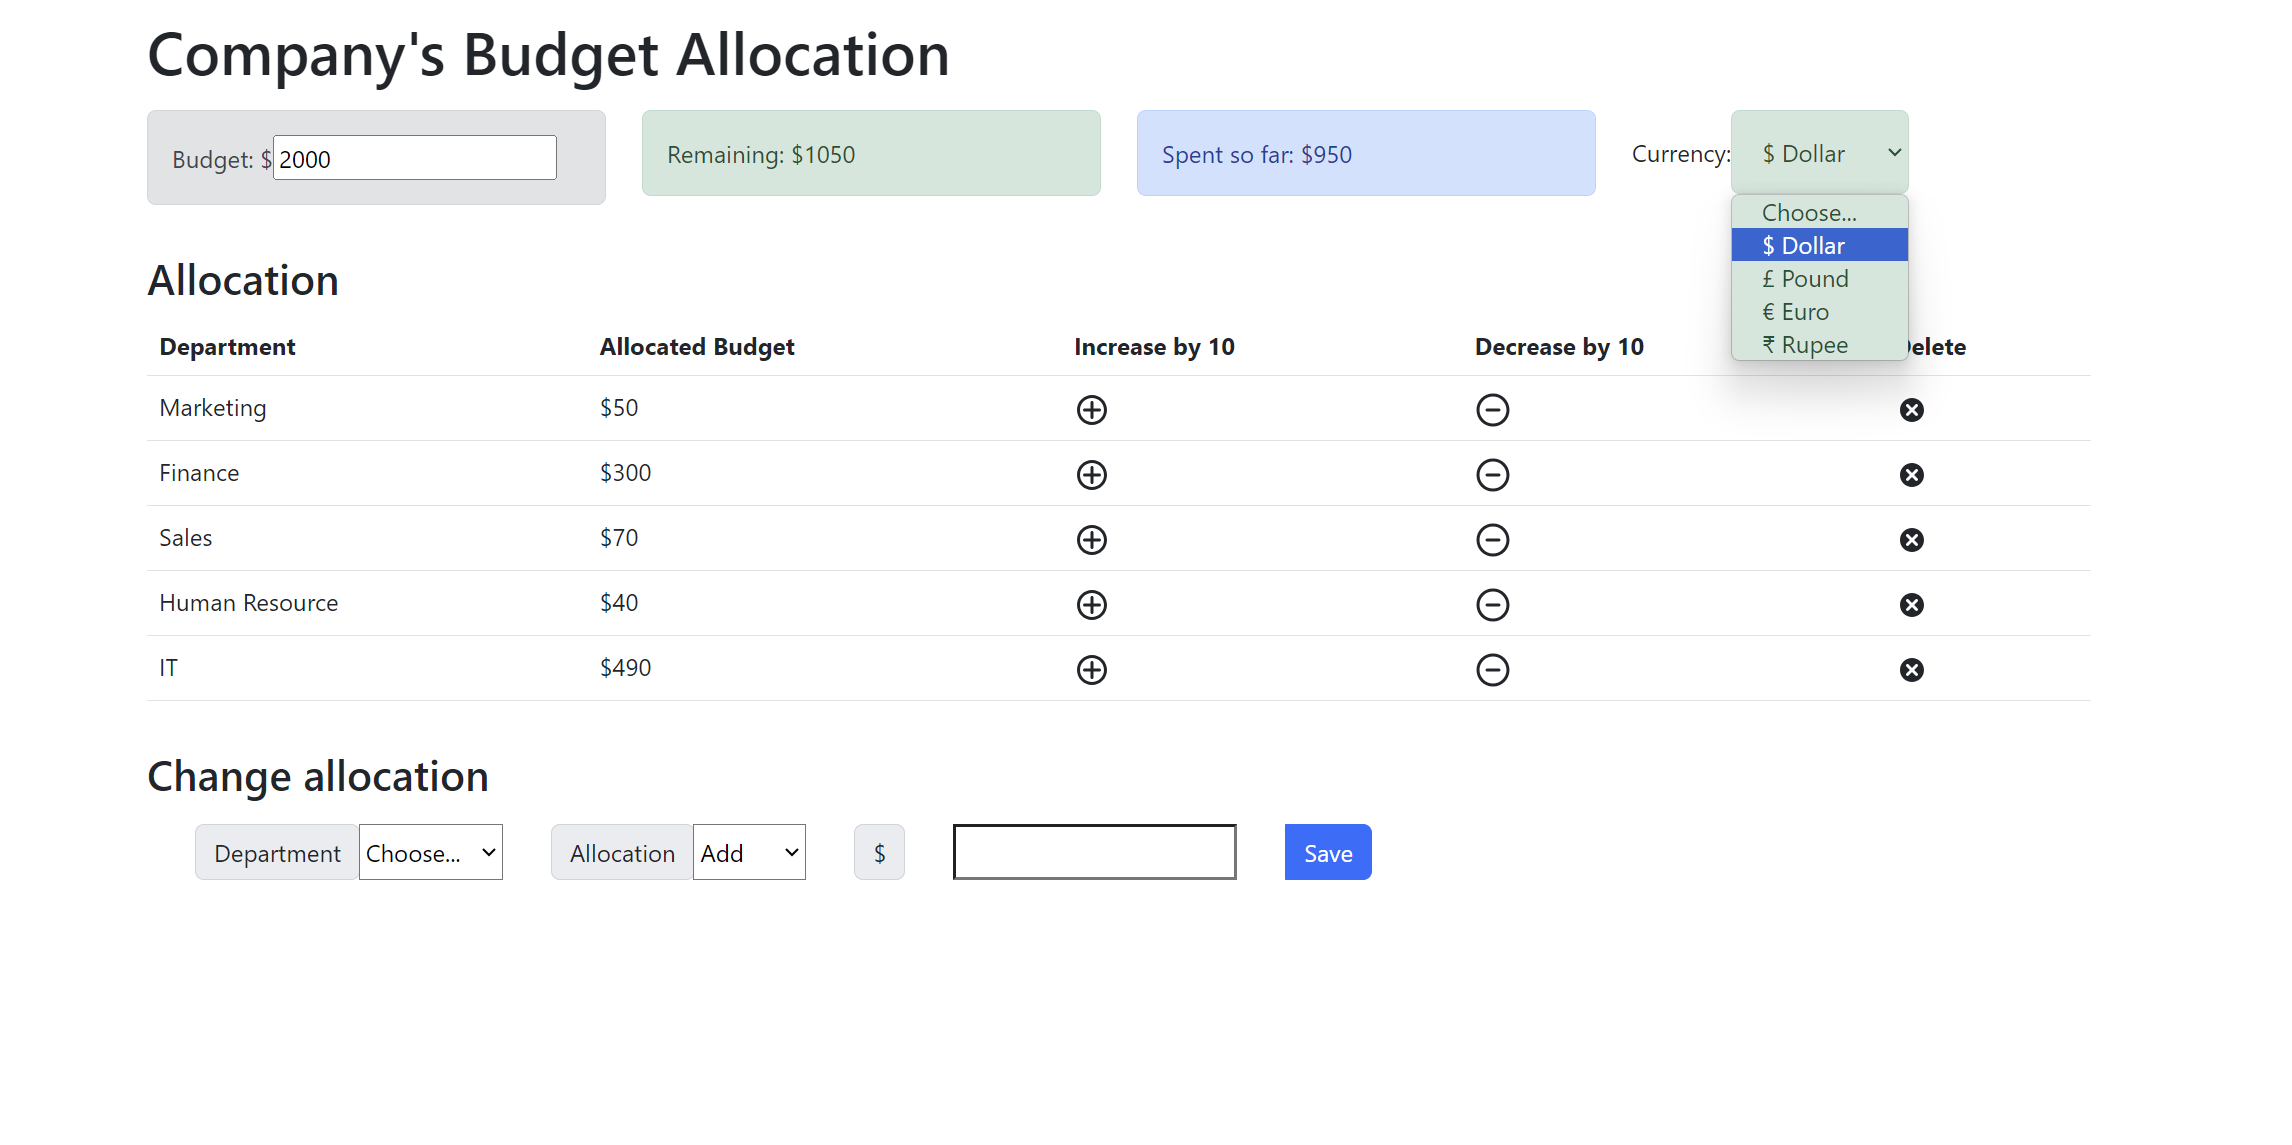 Company's Budget Allocation
Budget: $ 2000
Remaining: $1050
Spent so far: $950
Currency: $ Dollar
Choose...
$ Dollar
£ Pound
€ Euro
₹ Rupee
Allocation
Department Allocated Budget Increase by 10 Decrease by 10
Marketing $50
Finance $300
Sales $70
Human Resource $40
IT $490
Change allocation
Department Choose... Allocation Add $ Save